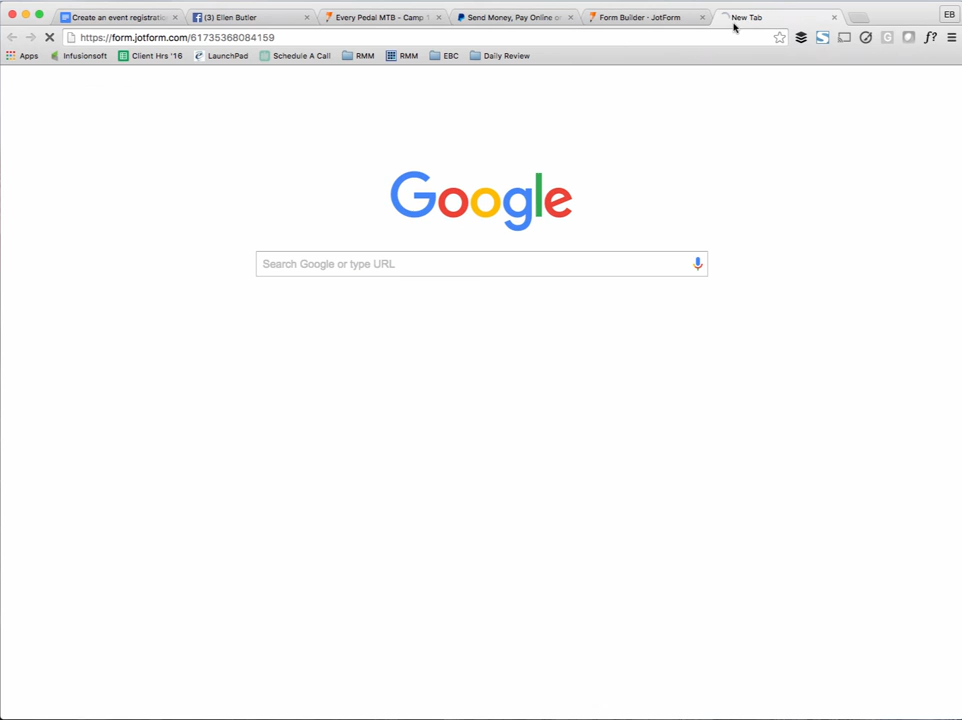 Create an event registratio
(3) Ellen Butler
Every Pedal MTB - Camp
Send Money, Pay Online o
Form Builder - JotForm
New Tab
EB
https://form.jotform.com/61735368084159
f?
Apps
Infusionsoft
Client Hrs '16
LaunchPad
Schedule A Call
RMM
RMM
EBC
Daily Review
Google
Search Google or type URL